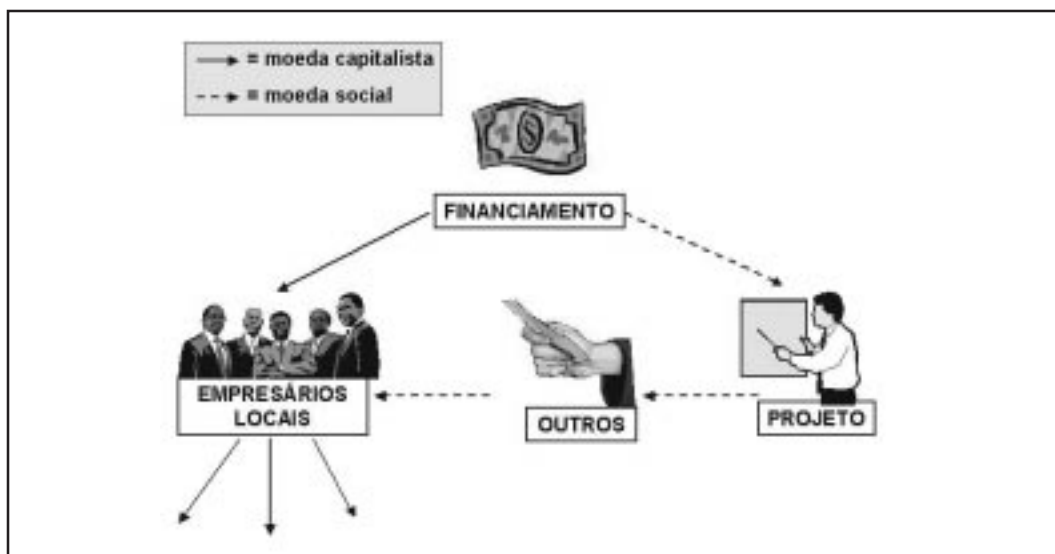 = moeda capitalista
= moeda social
$
FINANCIAMENTO
EMPRESÁRIOS
LOCAIS
OUTROS
PROJETO